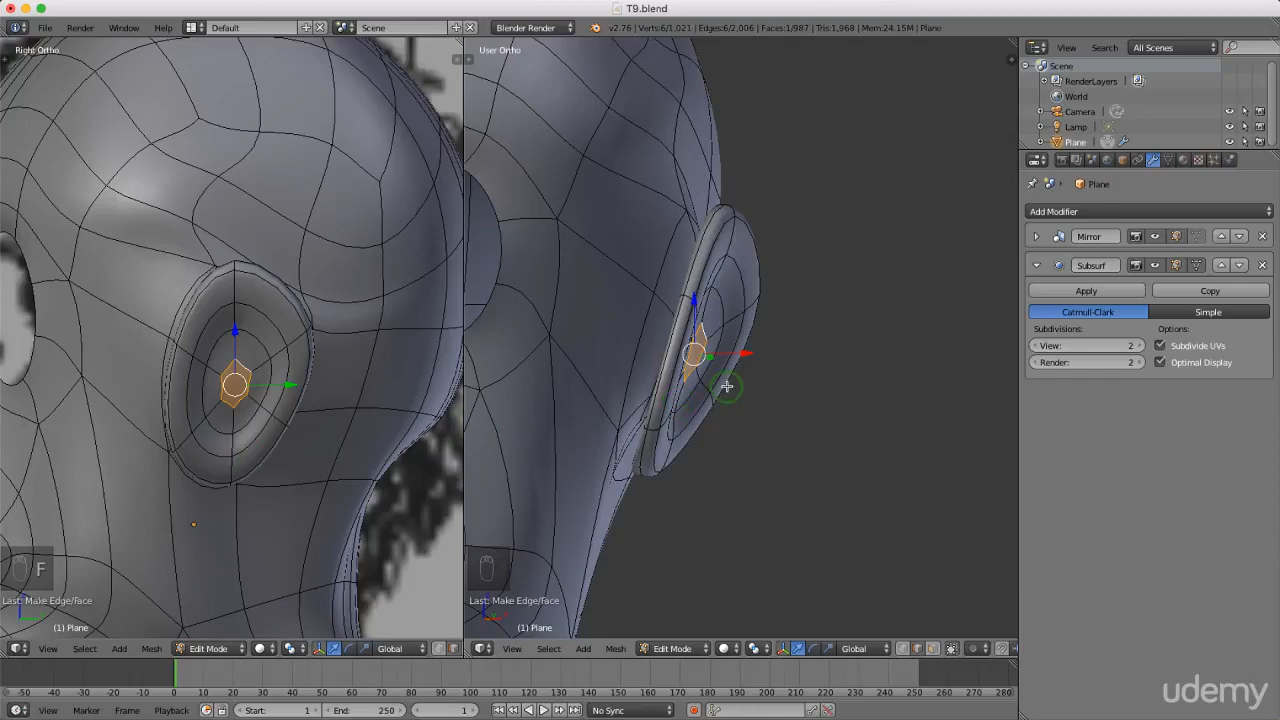 T9.blend
File Render Window Help Default Scene Blender Render v2.76 | Verts:6/1,021 | Edges:6/2,006 | Faces:1/987 | Tris:1,968 | Mem:24.15M | Plane
Right Ortho
User Ortho
View Search All Scenes
Scene
RenderLayers
World
Camera
Lamp
Plane
Plane
Add Modifier
Mirror
Subsurf
Apply Copy
Catmull-Clark Simple
Subdivisions: Options:
View: 2 Subdivide UVs
Render: 2 Optimal Display
F
Last: Make Edge/Face
Last: Make Edge/Face
(1) Plane
(1) Plane
View Select Add Mesh Edit Mode Global
View Select Add Mesh Edit Mode Global
-50 -40 -30 -20 -10 0 10 20 30 40 50 60 70 80 90 100 110 120 130 140 150 160 170 180 190 200 210 220 230 240 250 260 270 280
View Marker Frame Playback Start: 1 End: 250 1 No Sync
udemy